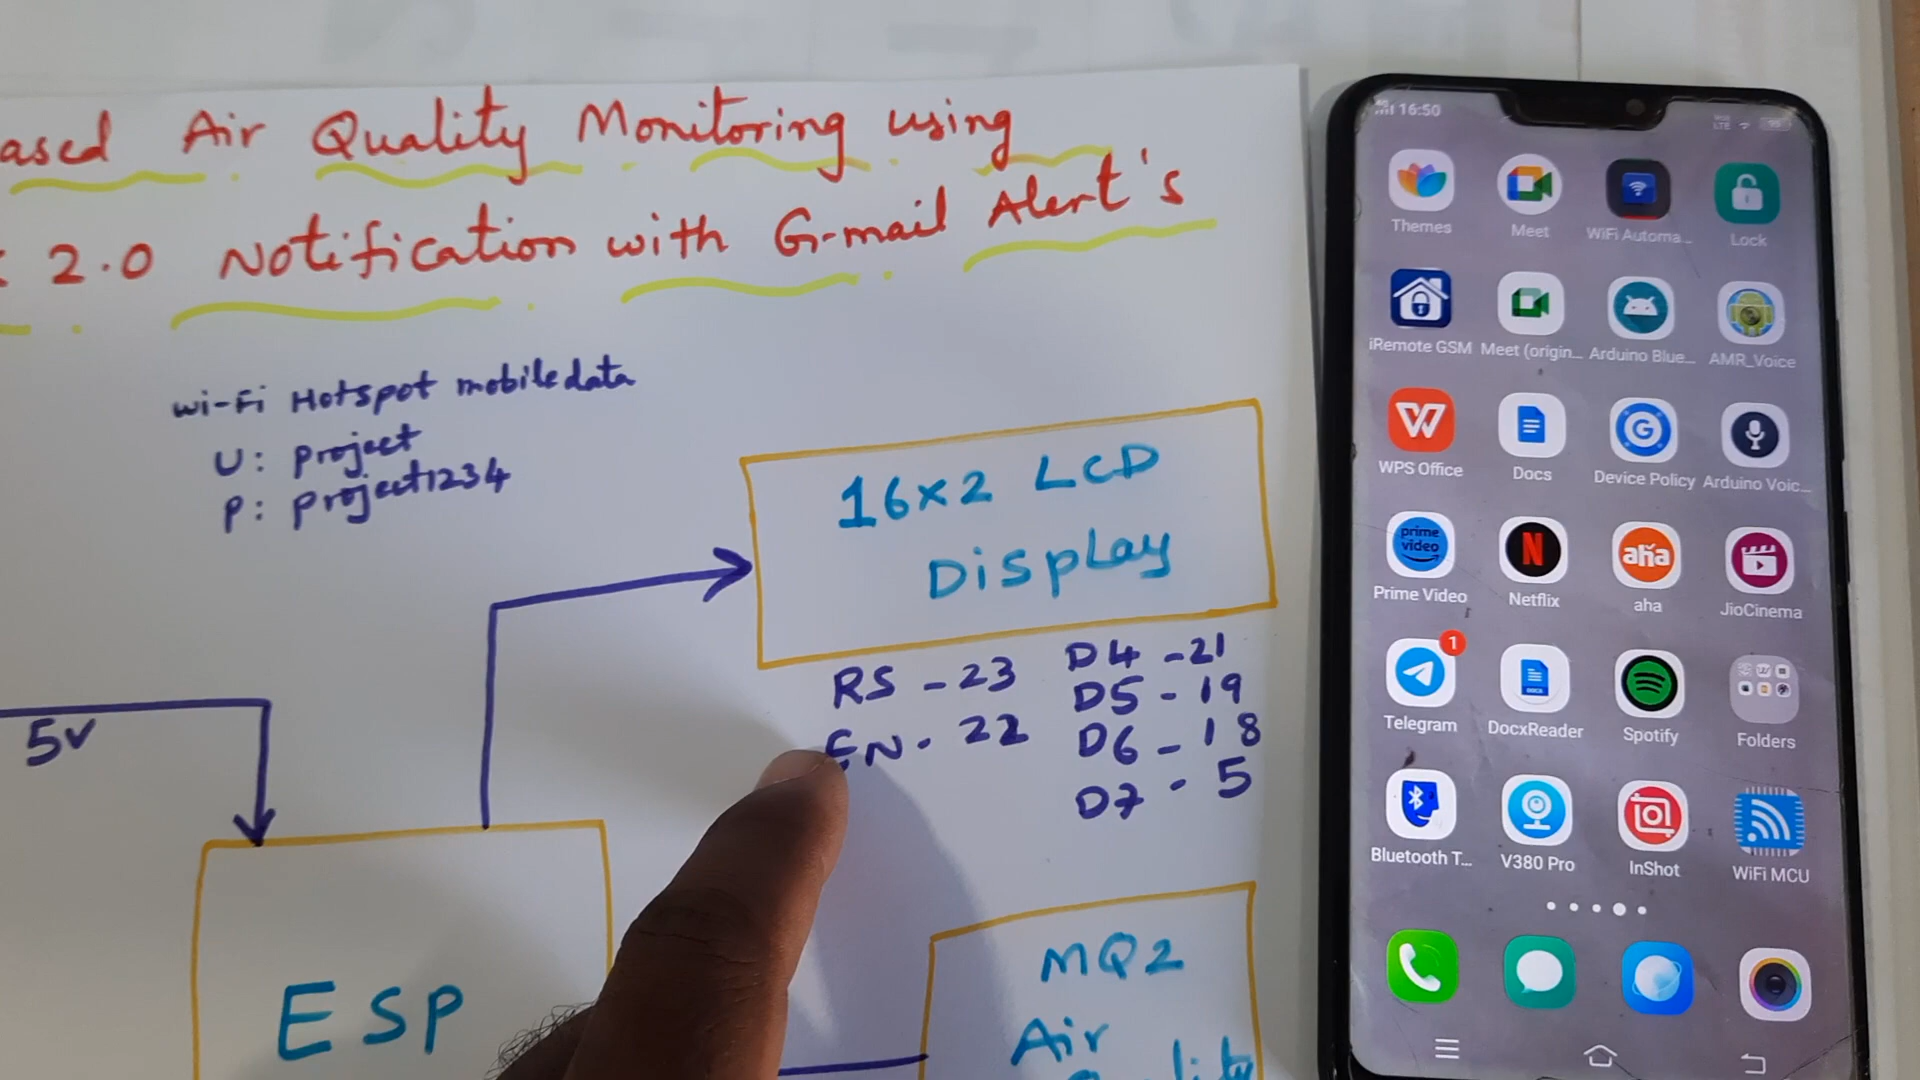 ased Air Quality Monitoring using
2.0 Notification with G-mail Alert's
Wi-Fi Hotspot mobile data
U: project
P: project1234
16x2 LCD
Display
RS - 23
EN - 22
D4 - 21
D5 - 19
D6 - 18
D7 - 5
5v
ESP
MQ2
Air
16:50
Themes
Meet
WiFi Automa...
Lock
iRemote GSM
Meet (origin...
Arduino Blue...
AMR_Voice
WPS Office
Docs
Device Policy
Arduino Voic...
prime
video
Prime Video
N
Netflix
aha
aha
JioCinema
1
Telegram
DOCX
DocxReader
Spotify
Folders
Bluetooth T...
V380 Pro
InShot
WiFi MCU